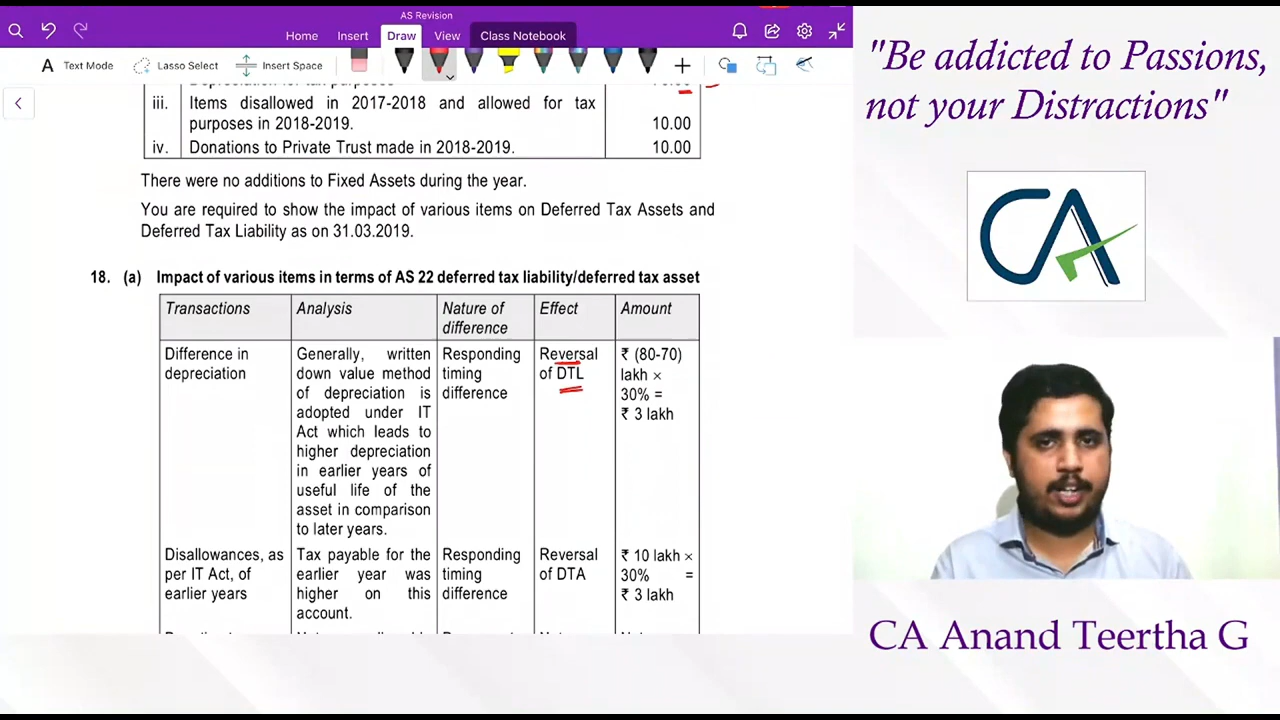 AS Revision
Home Insert Draw View Class Notebook
A Text Mode Lasso Select Insert Space
iii. Items disallowed in 2017-2018 and allowed for tax
purposes in 2018-2019. 10.00
iv. Donations to Private Trust made in 2018-2019. 10.00
There were no additions to Fixed Assets during the year.
You are required to show the impact of various items on Deferred Tax Assets and
Deferred Tax Liability as on 31.03.2019.
18. (a) Impact of various items in terms of AS 22 deferred tax liability/deferred tax asset
Transactions Analysis Nature of Effect Amount
difference
Difference in Generally, written Responding Reversal ₹ (80-70)
depreciation down value method timing of DTL lakh ×
of depreciation is difference 30% =
adopted under IT ₹ 3 lakh
Act which leads to
higher depreciation
in earlier years of
useful life of the
asset in comparison
to later years.
Disallowances, as Tax payable for the Responding Reversal ₹ 10 lakh ×
per IT Act, of earlier year was timing of DTA 30% =
earlier years higher on this difference ₹ 3 lakh
account.
"Be addicted to Passions,
not your Distractions"
CA
CA Anand Teertha G